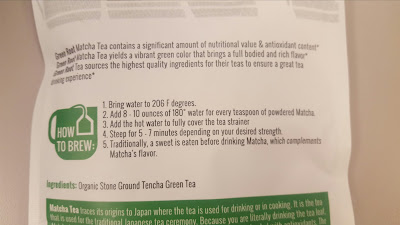 "Green Root Matcha Tea contains a significant amount of nutritional value & antioxidant content"
"Green Root Matcha Tea yields a vibrant green color that brings a full bodied and rich flavor"
"Green Root Tea sources the highest quality ingredients for their teas to ensure a great tea
drinking experience"
HOW
TO BREW:
1. Bring water to 206 F degrees.
2. Add 8 - 10 ounces of 180° water for every teaspoon of powdered Matcha.
3. Add the hot water to fully cover the tea strainer
4. Steep for 5 - 7 minutes depending on your desired strength.
5. Traditionally, a sweet is eaten before drinking Matcha, which complements
Matcha's flavor.
Ingredients: Organic Stone Ground Tencha Green Tea
Matcha Tea traces its origins to Japan where the tea is used for drinking or in cooking. It is the tea
that is used for the traditional Japanese tea ceremony. Because you are literally drinking the tea leaf,
with antioxidants. The